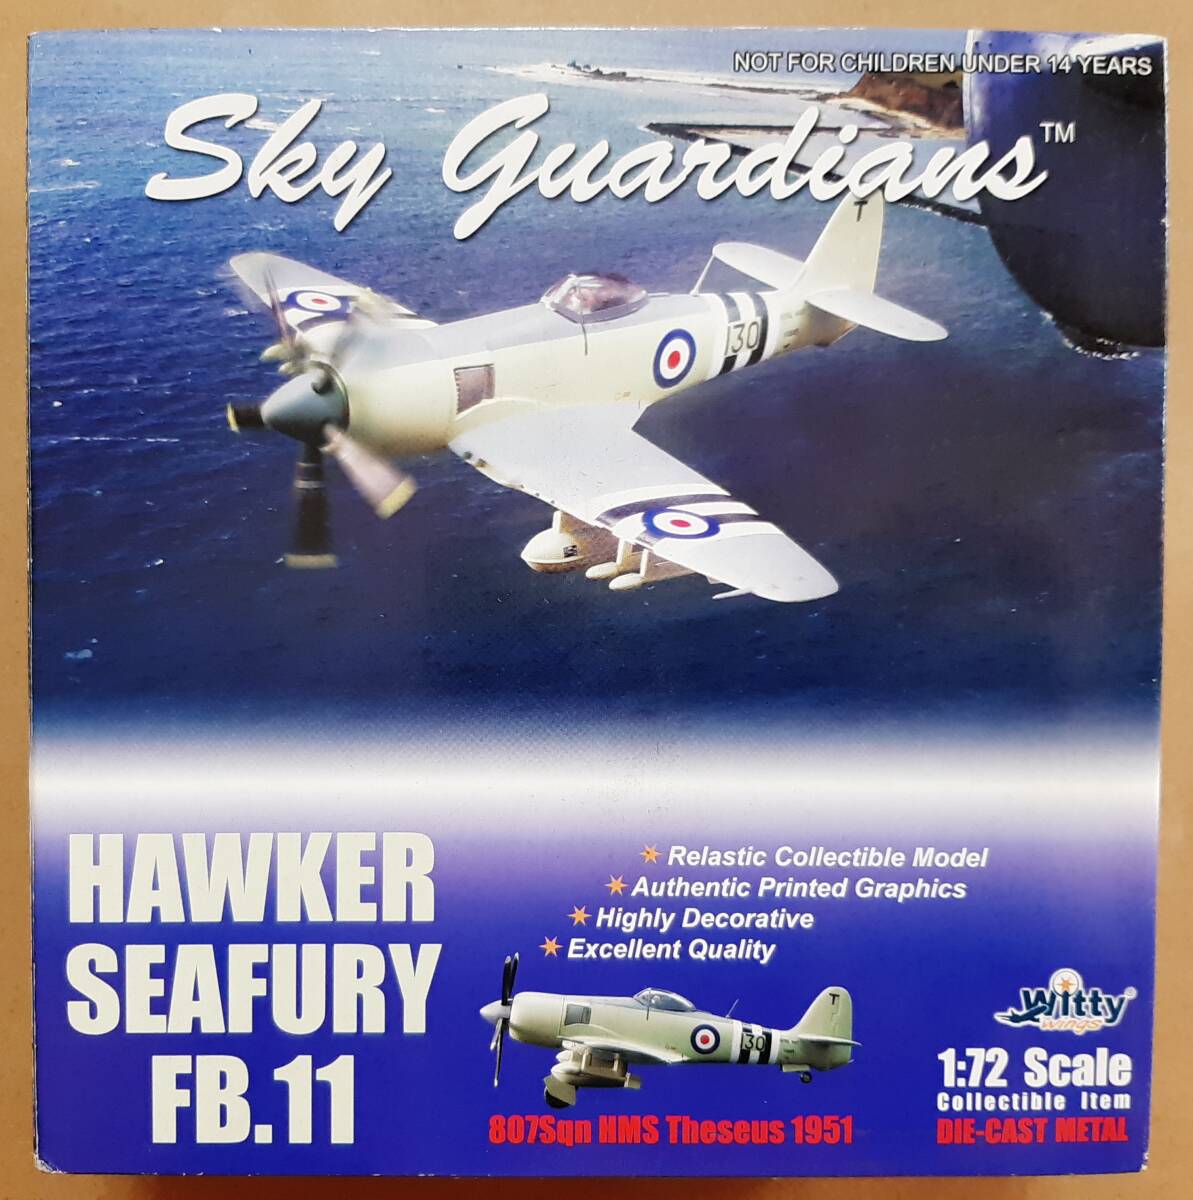 NOT FOR CHILDREN UNDER 14 YEARS
Sky Guardians™
T
130
HAWKER
SEAFURY
FB.11
Relastic Collectible Model
Authentic Printed Graphics
Highly Decorative
Excellent Quality
T
130
Witty®
wings
1:72 Scale
Collectible Item
DIE-CAST METAL
807Sqn HMS Theseus 1951